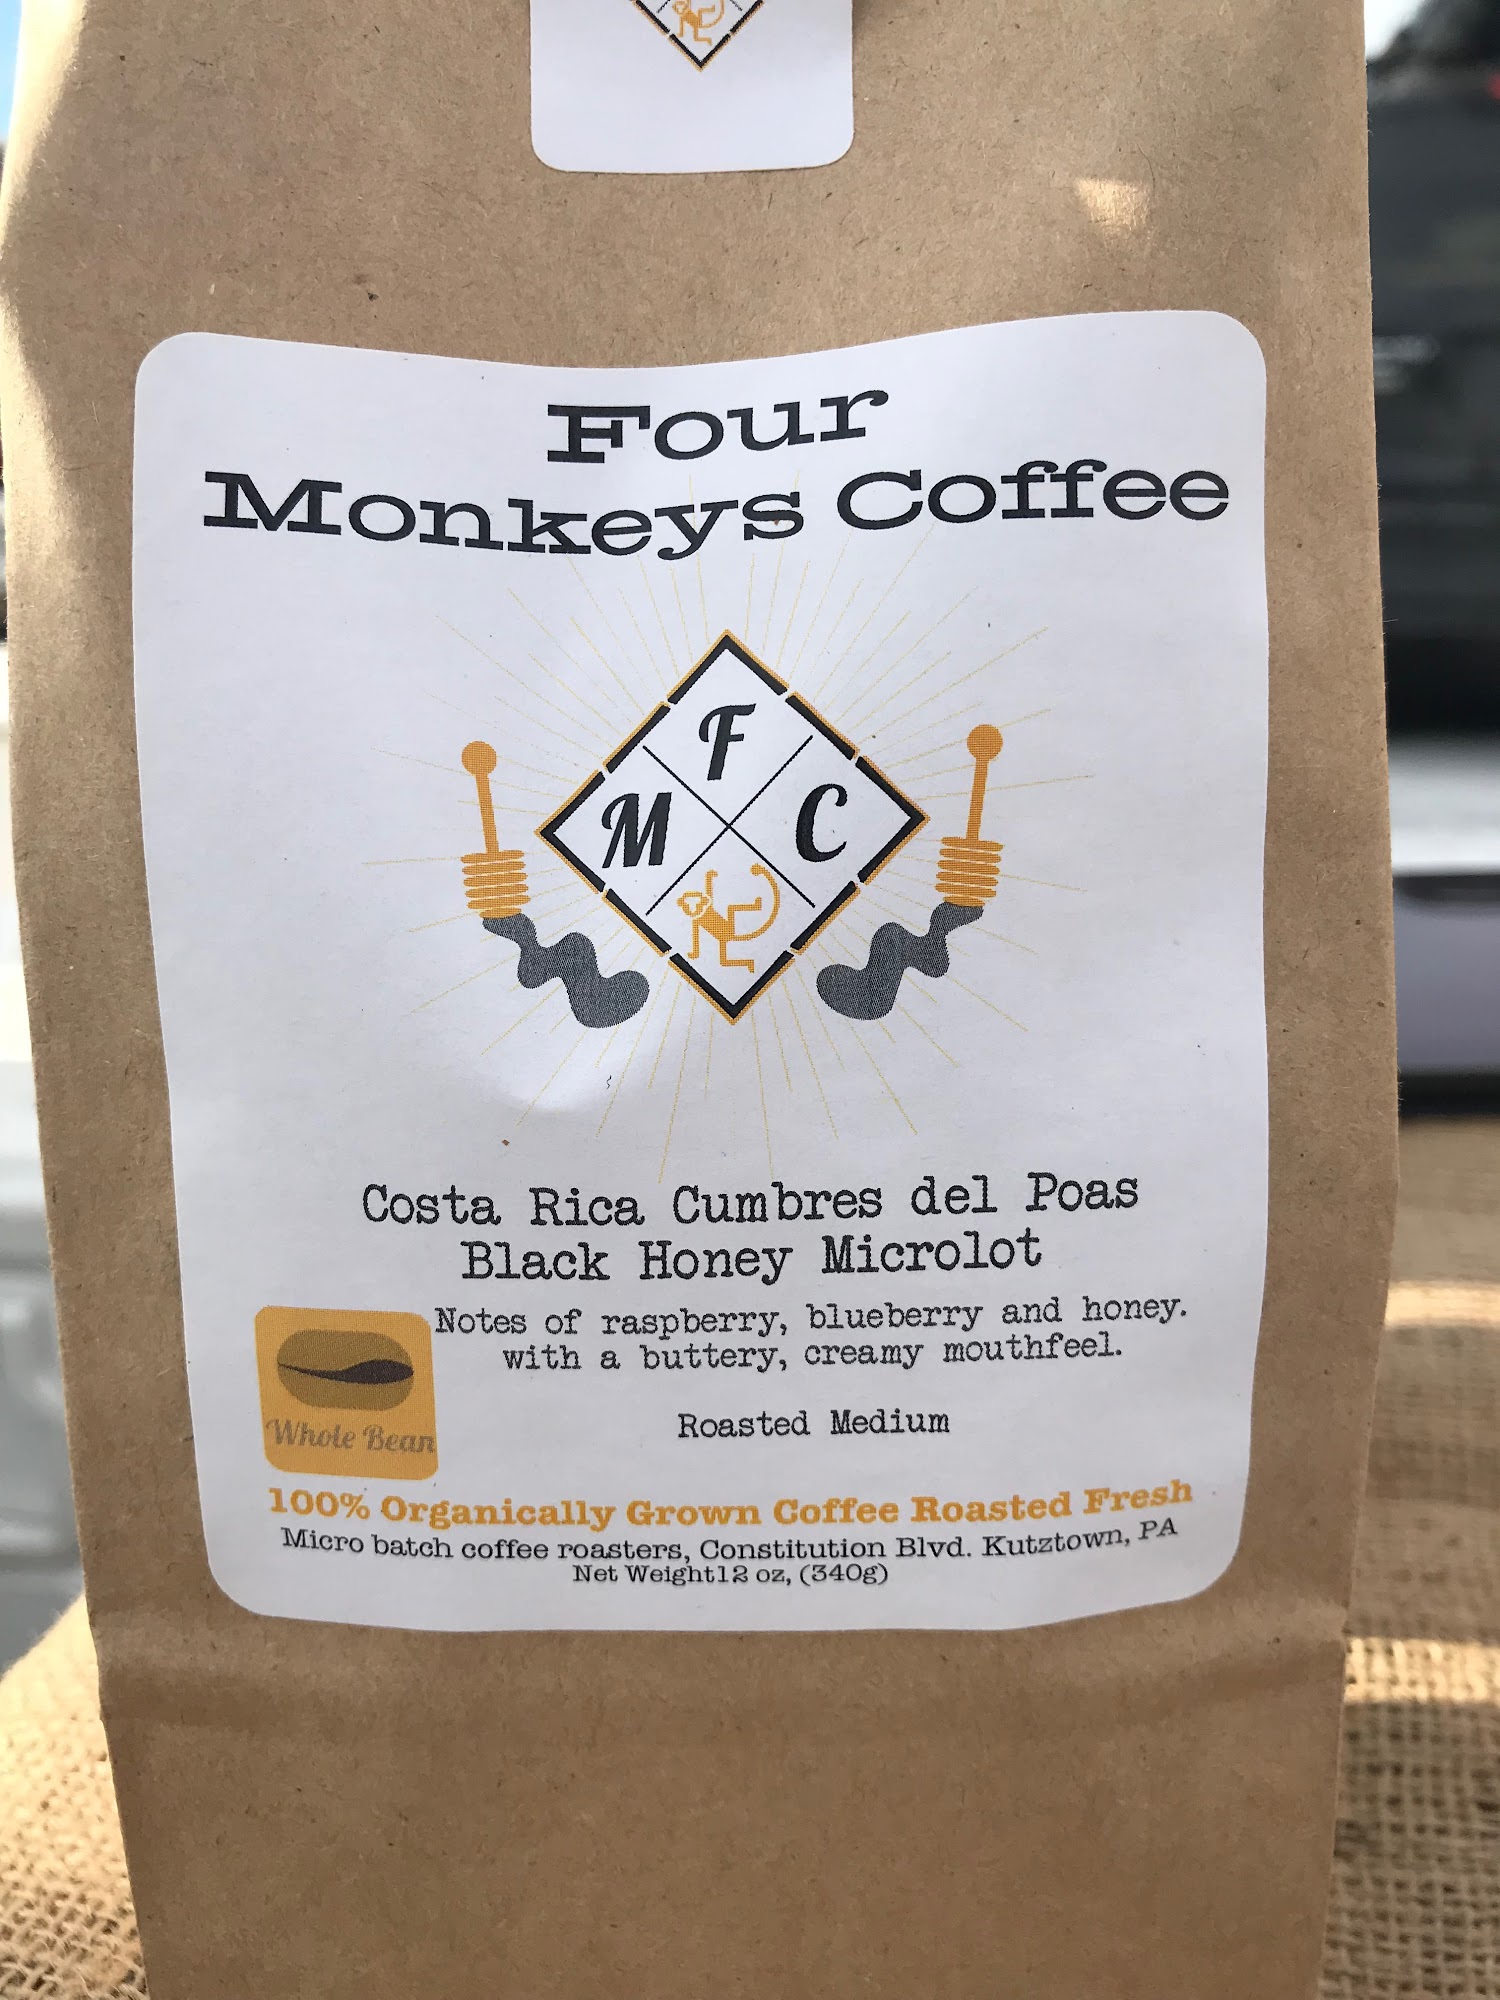 Four
Monkeys Coffee
F
M C
Costa Rica Cumbres del Poas
Black Honey Microlot
Notes of raspberry, blueberry and honey.
with a buttery, creamy mouthfeel.
Whole Bean
Roasted Medium
100% Organically Grown Coffee Roasted Fresh
Micro batch coffee roasters, Constitution Blvd. Kutztown, PA
Net Weight12 oz, (340g)